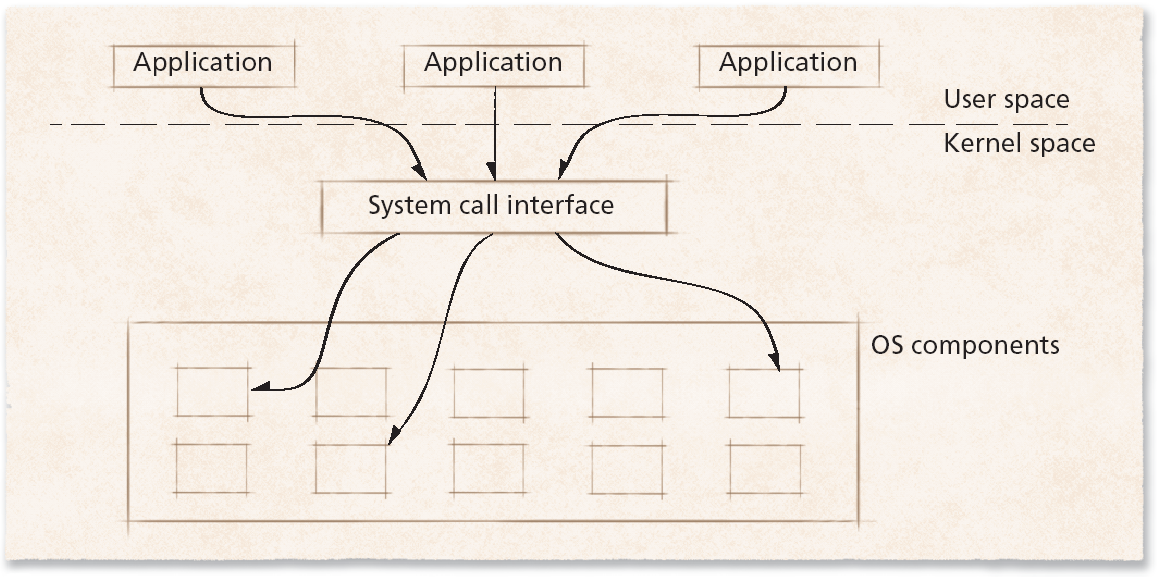 Application
Application
Application
User space
Kernel space
System call interface
OS components